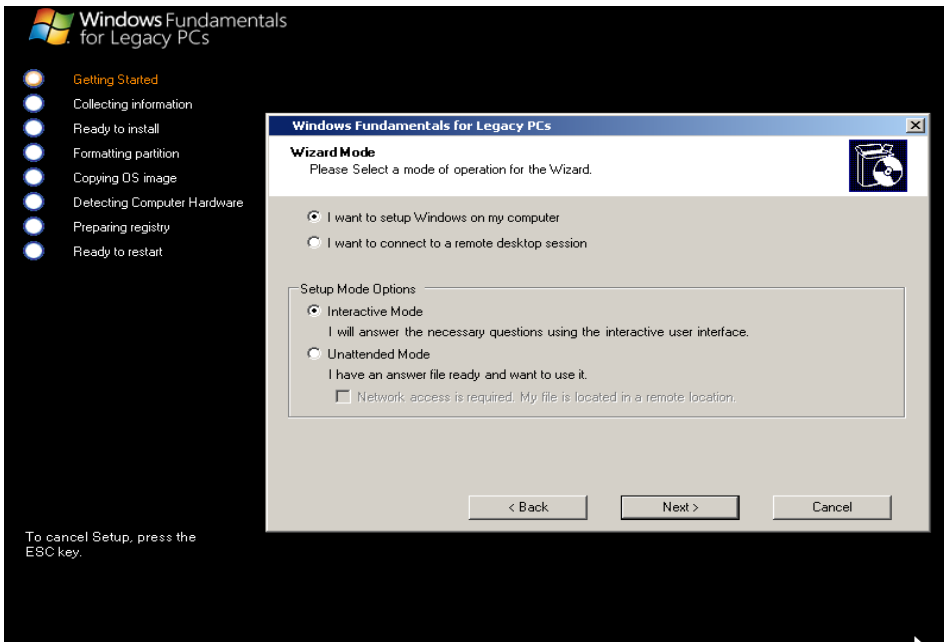 Windows Fundamentals
for Legacy PCs
Getting Started
Collecting information
Ready to install
Formatting partition
Copying OS image
Detecting Computer Hardware
Preparing registry
Ready to restart
Windows Fundamentals for Legacy PCs
Wizard Mode
Please Select a mode of operation for the Wizard.
I want to setup Windows on my computer
I want to connect to a remote desktop session
Setup Mode Options
Interactive Mode
I will answer the necessary questions using the interactive user interface.
Unattended Mode
I have an answer file ready and want to use it.
Network access is required. My file is located in a remote location.
< Back Next > Cancel
To cancel Setup, press the
ESC key.